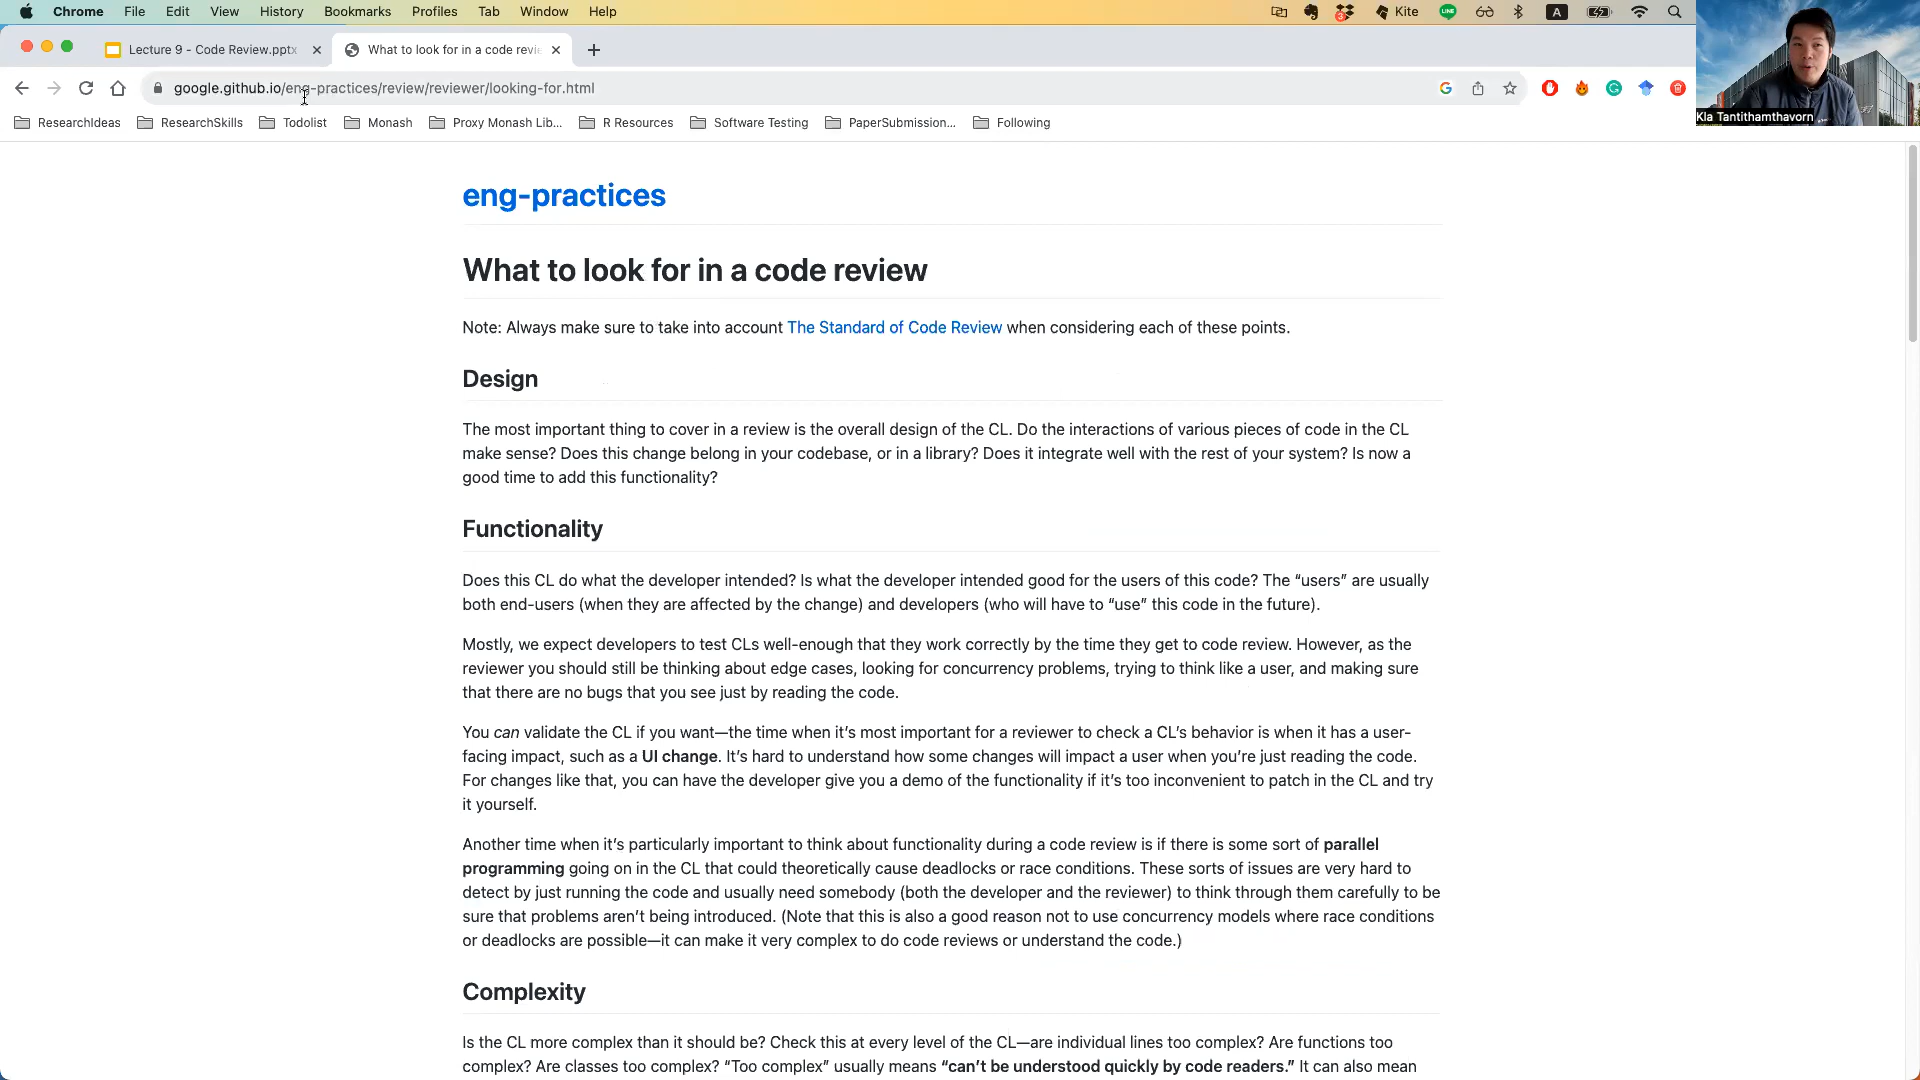 Chrome File Edit View History Bookmarks Profiles Tab Window Help
3 Kite LINE A
Lecture 9 - Code Review.pptx
What to look for in a code revie
google.github.io/eng-practices/review/reviewer/looking-for.html
ResearchIdeas ResearchSkills Todolist Monash Proxy Monash Lib... R Resources Software Testing PaperSubmission... Following
Kla Tantithamthavorn
eng-practices
What to look for in a code review
Note: Always make sure to take into account The Standard of Code Review when considering each of these points.
Design
The most important thing to cover in a review is the overall design of the CL. Do the interactions of various pieces of code in the CL
make sense? Does this change belong in your codebase, or in a library? Does it integrate well with the rest of your system? Is now a
good time to add this functionality?
Functionality
Does this CL do what the developer intended? Is what the developer intended good for the users of this code? The “users” are usually
both end-users (when they are affected by the change) and developers (who will have to “use” this code in the future).
Mostly, we expect developers to test CLs well-enough that they work correctly by the time they get to code review. However, as the
reviewer you should still be thinking about edge cases, looking for concurrency problems, trying to think like a user, and making sure
that there are no bugs that you see just by reading the code.
You can validate the CL if you want—the time when it’s most important for a reviewer to check a CL’s behavior is when it has a user-
facing impact, such as a UI change. It’s hard to understand how some changes will impact a user when you’re just reading the code.
For changes like that, you can have the developer give you a demo of the functionality if it’s too inconvenient to patch in the CL and try
it yourself.
Another time when it’s particularly important to think about functionality during a code review is if there is some sort of parallel
programming going on in the CL that could theoretically cause deadlocks or race conditions. These sorts of issues are very hard to
detect by just running the code and usually need somebody (both the developer and the reviewer) to think through them carefully to be
sure that problems aren’t being introduced. (Note that this is also a good reason not to use concurrency models where race conditions
or deadlocks are possible—it can make it very complex to do code reviews or understand the code.)
Complexity
Is the CL more complex than it should be? Check this at every level of the CL—are individual lines too complex? Are functions too
complex? Are classes too complex? “Too complex” usually means “can’t be understood quickly by code readers.” It can also mean